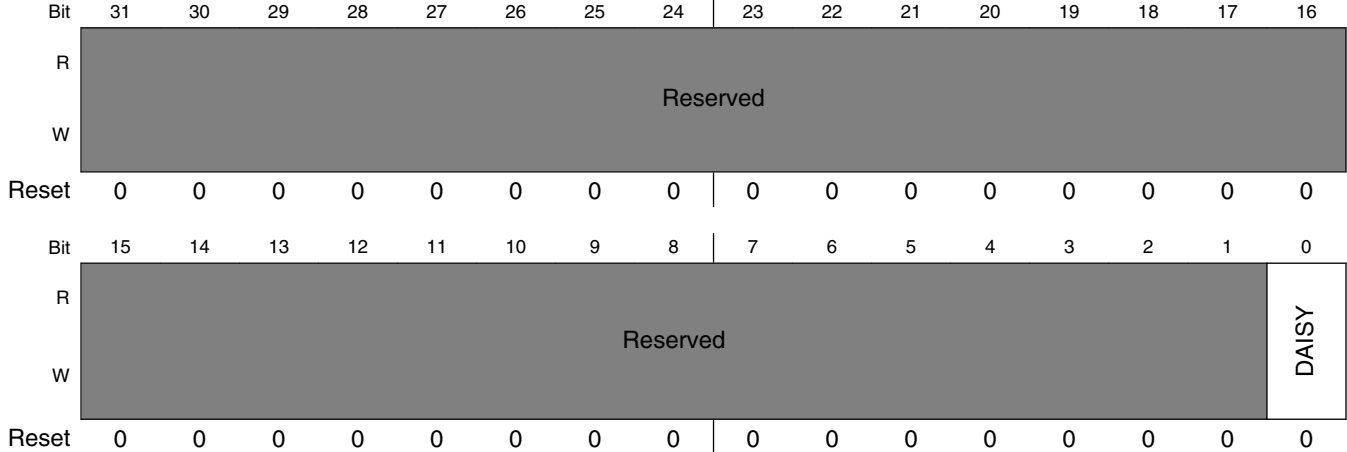 Bit 31 30 29 28 27 26 25 24 23 22 21 20 19 18 17 16
R
Reserved
W
Reset 0 0 0 0 0 0 0 0 0 0 0 0 0 0 0 0
Bit 15 14 13 12 11 10 9 8 7 6 5 4 3 2 1 0
R
Reserved
DAISY
W
Reset 0 0 0 0 0 0 0 0 0 0 0 0 0 0 0 0